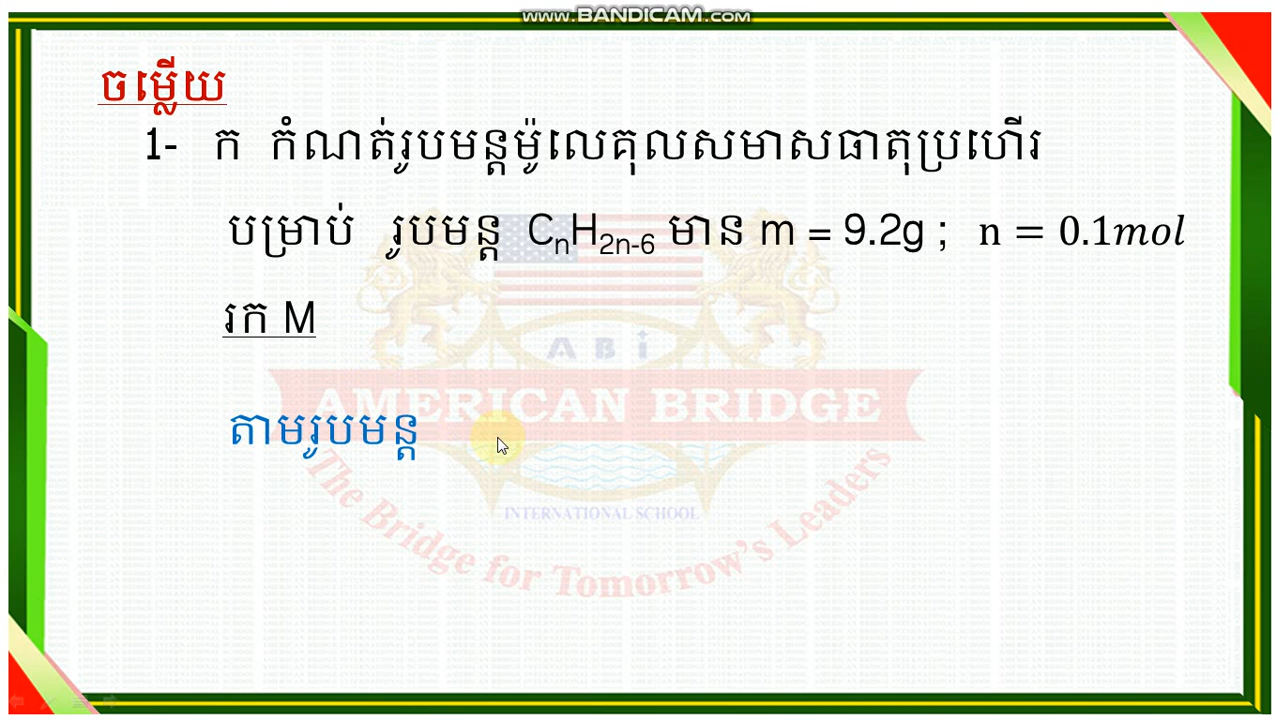 www.BANDICAM.com
ចម្លើយ
1- ក កំណត់រូបមន្តម៉ូលេគុលសមាសធាតុប្រហើរ
បម្រាប់ រូបមន្ត CnH2n-6 មាន m = 9.2g ; n = 0.1mol
រក M
A B i
AMERICAN BRIDGE
តាមរូបមន្ត
INTERNATIONAL SCHOOL
The Bridge for Tomorrow's Leaders